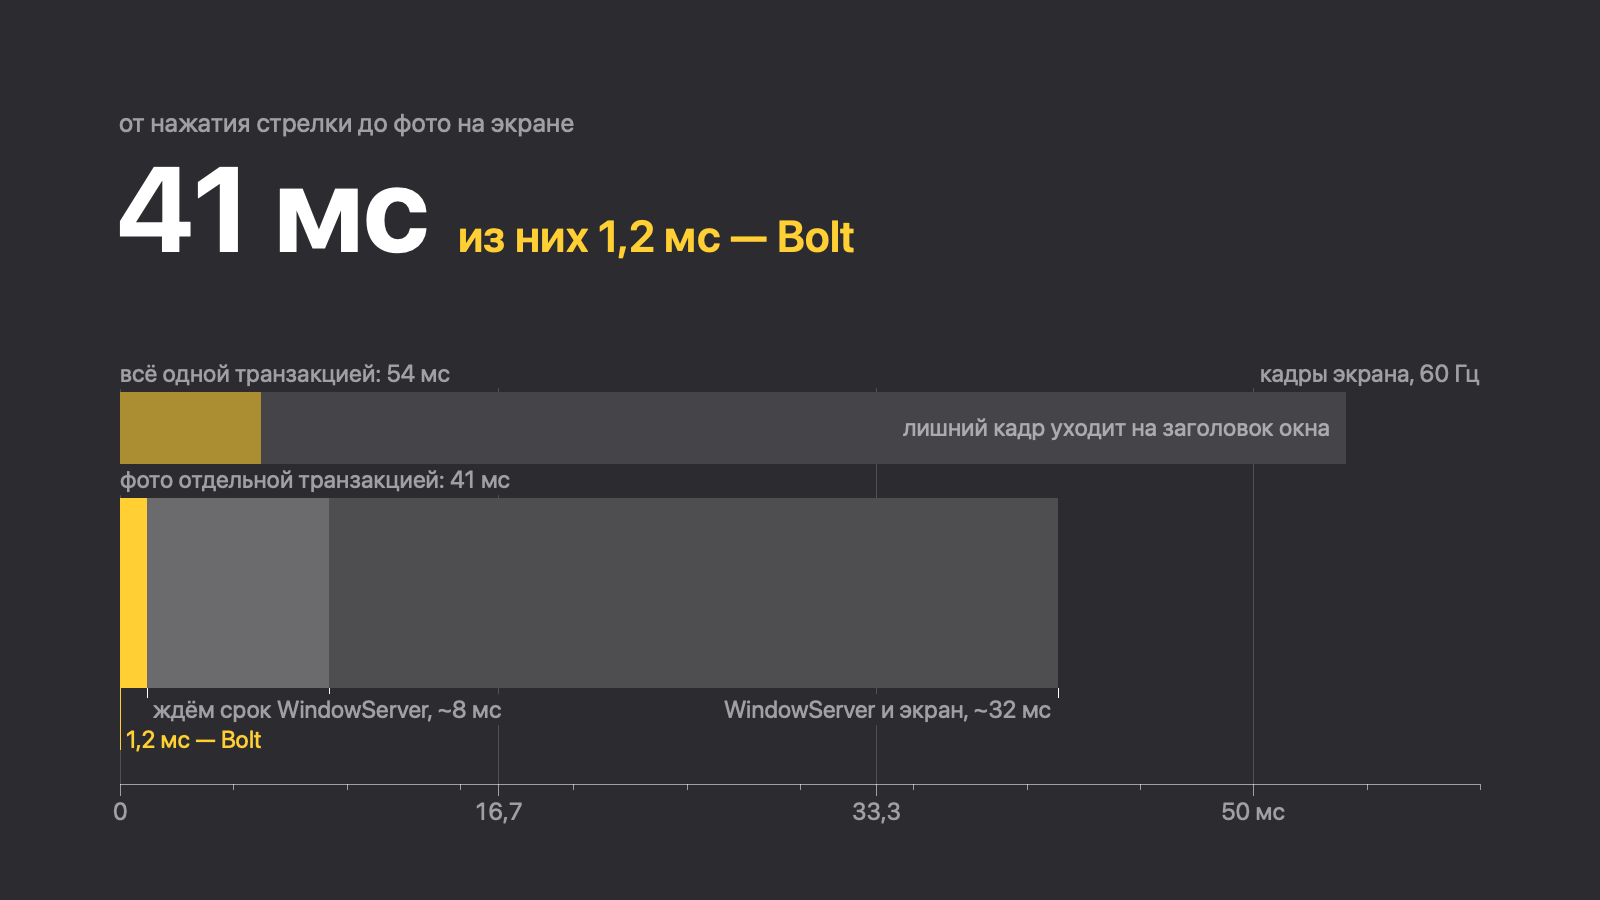 от нажатия стрелки до фото на экране
41 мс из них 1,2 мс — Bolt
всё одной транзакцией: 54 мс
кадры экрана, 60 Гц
лишний кадр уходит на заголовок окна
фото отдельной транзакцией: 41 мс
ждём срок WindowServer, ~8 мс
WindowServer и экран, ~32 мс
1,2 мс — Bolt
0 16,7 33,3 50 мс